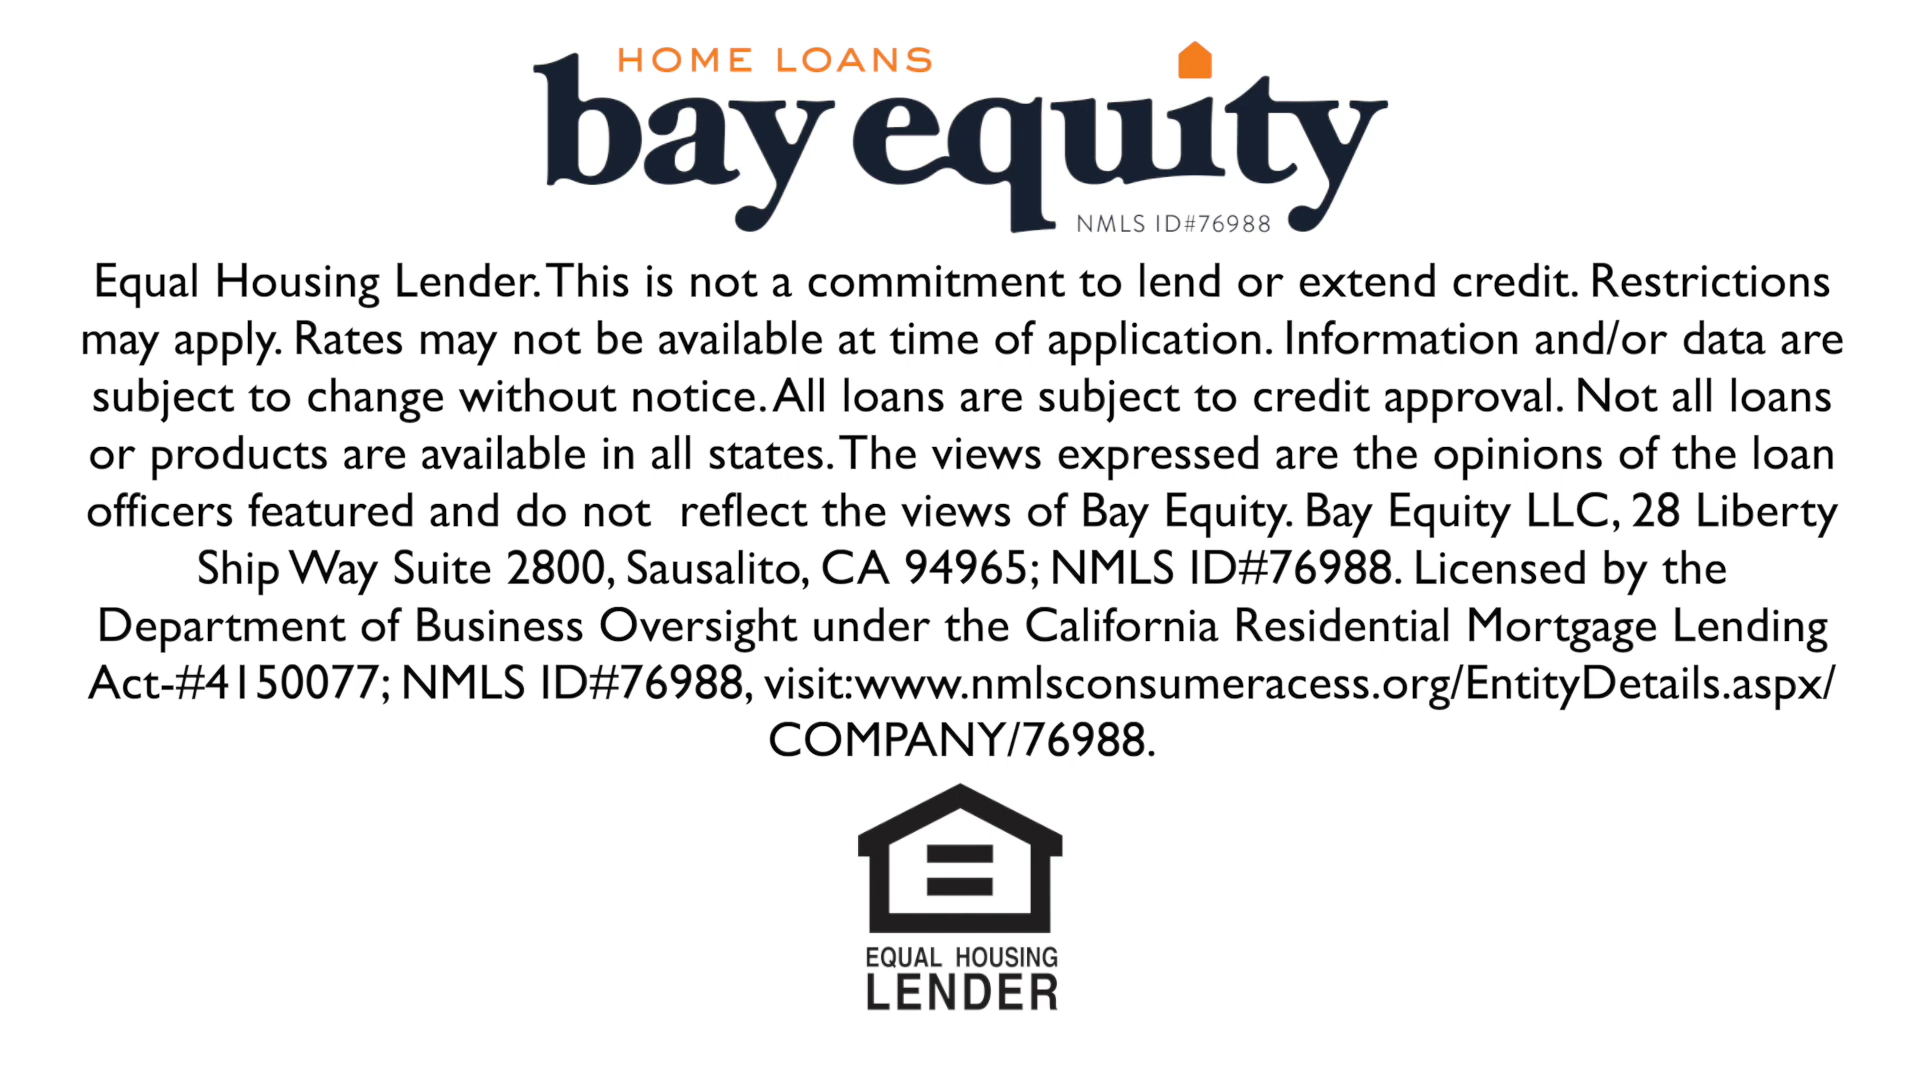 HOME LOANS
bay equity
NMLS ID#76988
Equal Housing Lender. This is not a commitment to lend or extend credit. Restrictions
may apply. Rates may not be available at time of application. Information and/or data are
subject to change without notice. All loans are subject to credit approval. Not all loans
or products are available in all states. The views expressed are the opinions of the loan
officers featured and do not  reflect the views of Bay Equity. Bay Equity LLC, 28 Liberty
Ship Way Suite 2800, Sausalito, CA 94965; NMLS ID#76988. Licensed by the
Department of Business Oversight under the California Residential Mortgage Lending
Act-#4150077; NMLS ID#76988, visit:www.nmlsconsumeracess.org/EntityDetails.aspx/
COMPANY/76988.
EQUAL HOUSING
LENDER